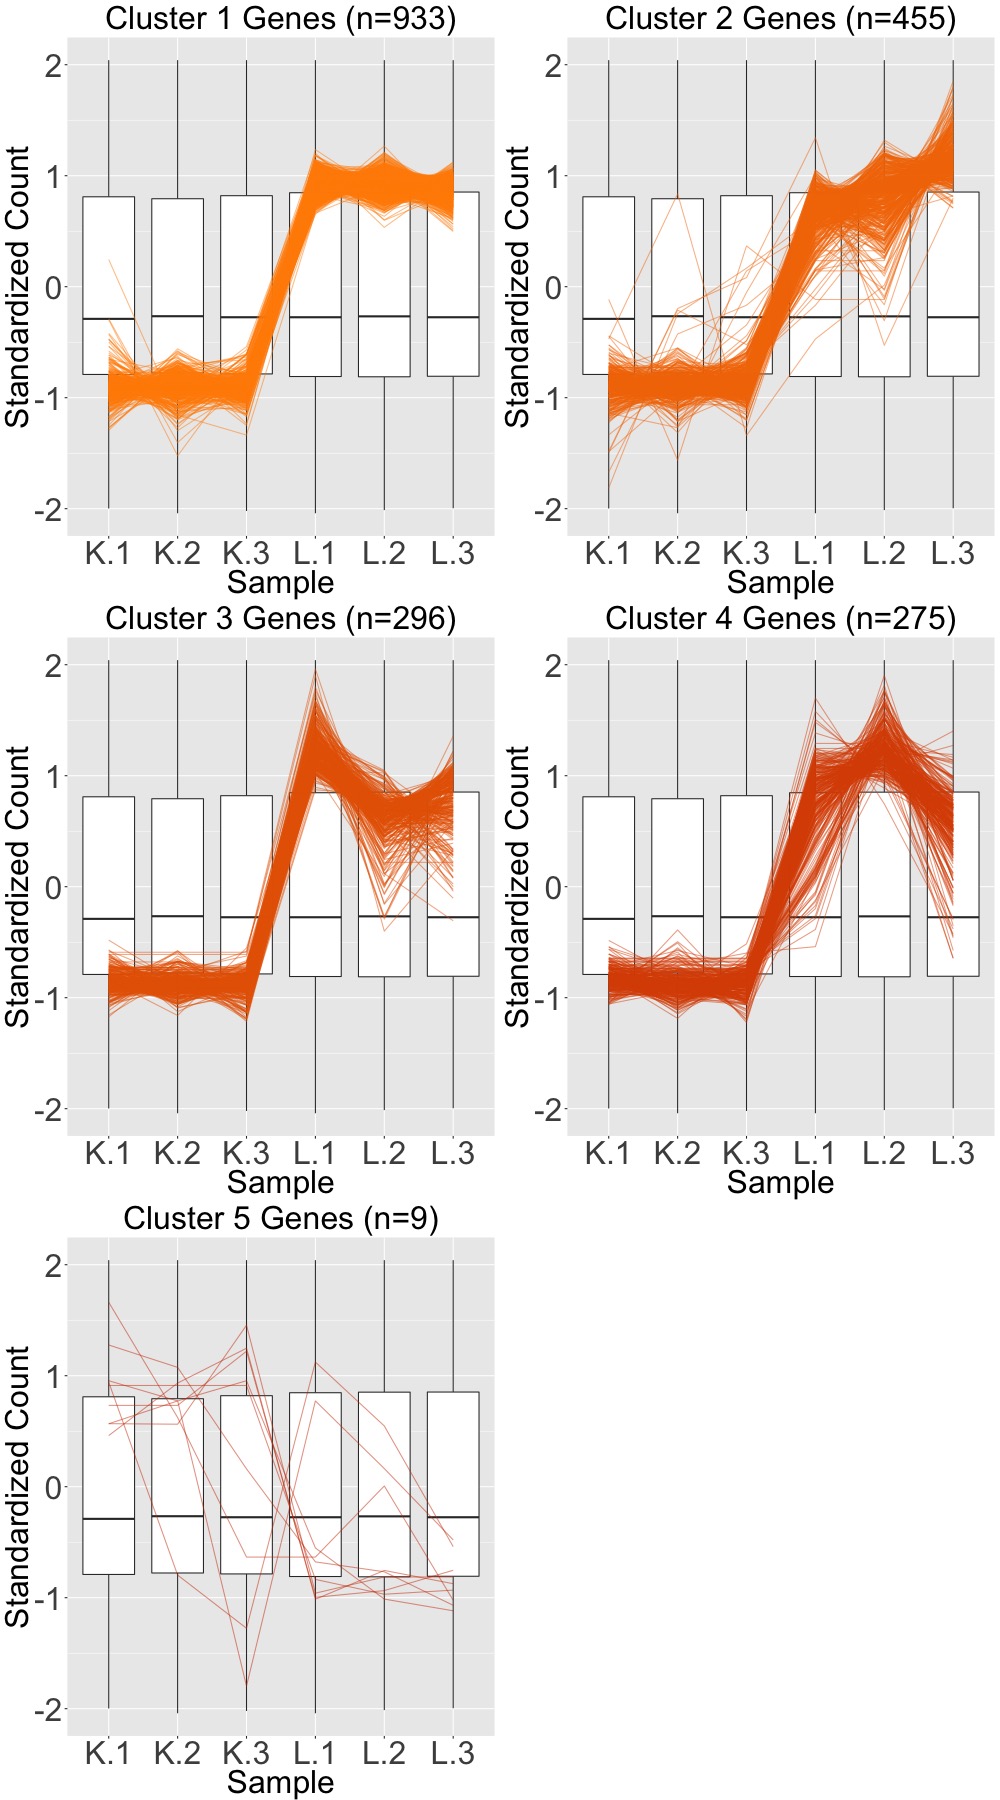 Cluster 1 Genes (n=933)
Standardized Count
2
1
0
-1
-2
K.1 K.2 K.3 L.1 L.2 L.3
Sample
Cluster 2 Genes (n=455)
Standardized Count
2
1
0
-1
-2
K.1 K.2 K.3 L.1 L.2 L.3
Sample
Cluster 3 Genes (n=296)
Standardized Count
2
1
0
-1
-2
K.1 K.2 K.3 L.1 L.2 L.3
Sample
Cluster 4 Genes (n=275)
Standardized Count
2
1
0
-1
-2
K.1 K.2 K.3 L.1 L.2 L.3
Sample
Cluster 5 Genes (n=9)
Standardized Count
2
1
0
-1
-2
K.1 K.2 K.3 L.1 L.2 L.3
Sample